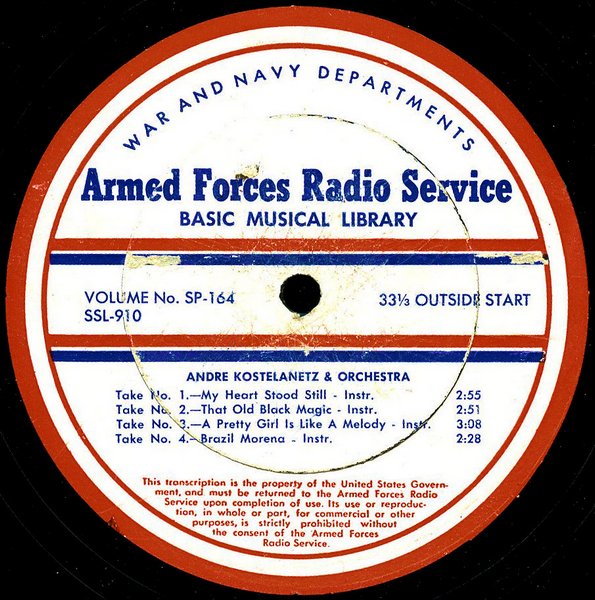 WAR AND NAVY DEPARTMENTS
Armed Forces Radio Service
BASIC MUSICAL LIBRARY
VOLUME No. SP-164 33⅓ OUTSIDE START
SSL-910
ANDRE KOSTELANETZ & ORCHESTRA
Take No. 1.—My Heart Stood Still - Instr. 2:55
Take No. 2.—That Old Black Magic - Instr. 2:51
Take No. 3.—A Pretty Girl Is Like A Melody - Instr. 3:08
Take No. 4.—Brazil Morena - Instr. 2:28
This transcription is the property of the United States Govern-
ment, and must be returned to the Armed Forces Radio
Service upon completion of use. Its use or reproduc-
tion, in whole or part, for commercial or other
purposes, is strictly prohibited without
the consent of the Armed Forces
Radio Service.